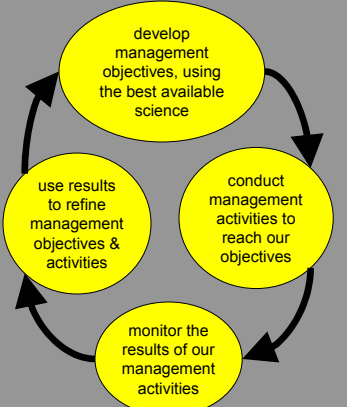 develop
management
objectives, using
the best available
science
conduct
management
activities to
reach our
objectives
monitor the
results of our
management
activities
use results
to refine
management
objectives &
activities